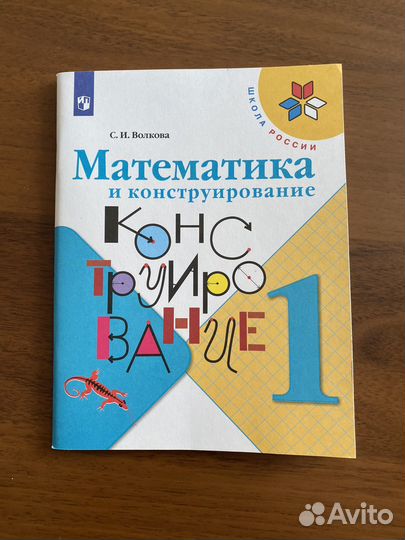 ШКОЛА РОССИИ
С. И. Волкова
Математика
и конструирование
КОНС
ТРУИРО
ВАНИЕ
1
Avito